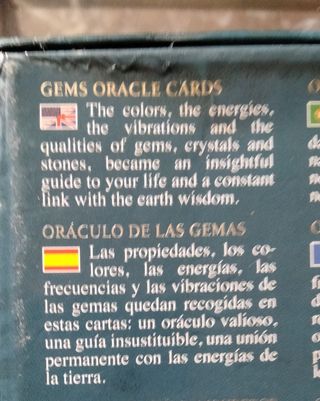 GEMS ORACLE CARDS
The colors, the energies,
the vibrations and the
qualities of gems, crystals and
stones, became an insightful
guide to your life and a constant
link with the earth wisdom.
ORÁCULO DE LAS GEMAS
Las propiedades, los co-
lores, las energías, las
frecuencias y las vibraciones de
las gemas quedan recogidas en
estas cartas: un oráculo valioso,
una guía insustituible, una unión
permanente con las energías de
la tierra.